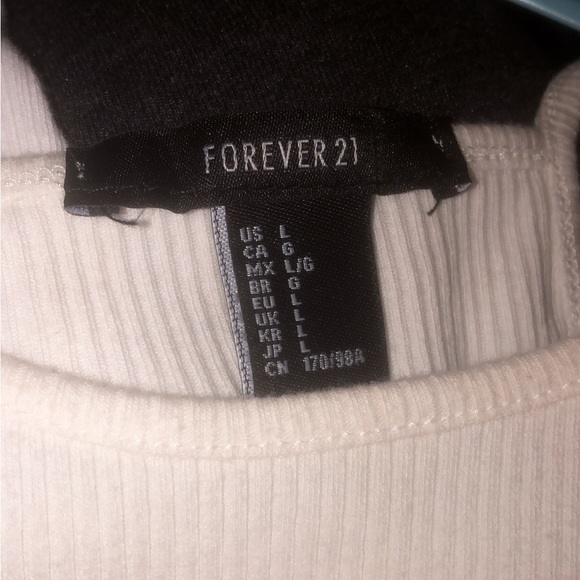 FOREVER 21
US L
CA G
MX L/G
BR G
EU L
UK L
KR L
JP L
CN 170/98A